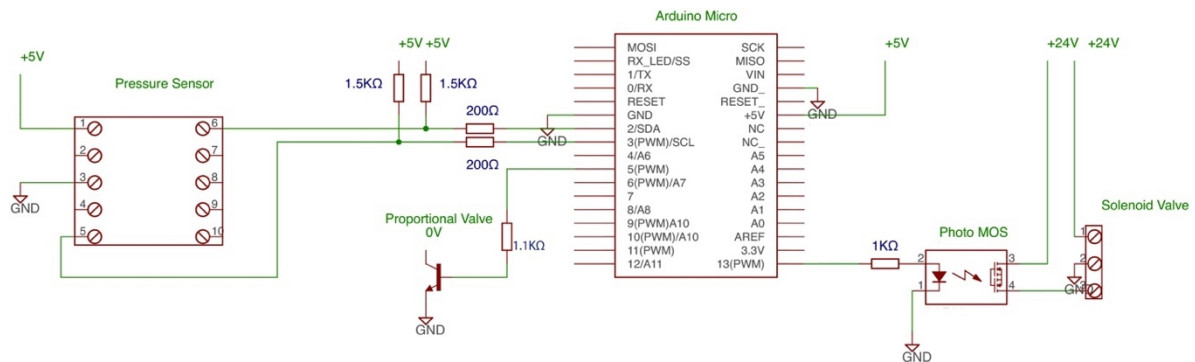 Arduino Micro
+5V
Pressure Sensor
1
2
3
4
5
6
7
8
9
10
GND
+5V +5V
1.5KΩ
1.5KΩ
200Ω
200Ω
GND
MOSI
RX_LED/SS
1/TX
0/RX
RESET
GND
2/SDA
3(PWM)/SCL
4/A6
5(PWM)
6(PWM)/A7
7
8/A8
9(PWM)A10
10(PWM)/A10
11(PWM)
12/A11
SCK
MISO
VIN
GND_
RESET_
+5V
NC
NC_
A5
A4
A3
A2
A1
A0
AREF
3.3V
13(PWM)
GND
+5V
Proportional Valve
0V
1.1KΩ
GND
1KΩ
Photo MOS
2
1
3
4
GND
+24V +24V
Solenoid Valve
1
2
3
GND